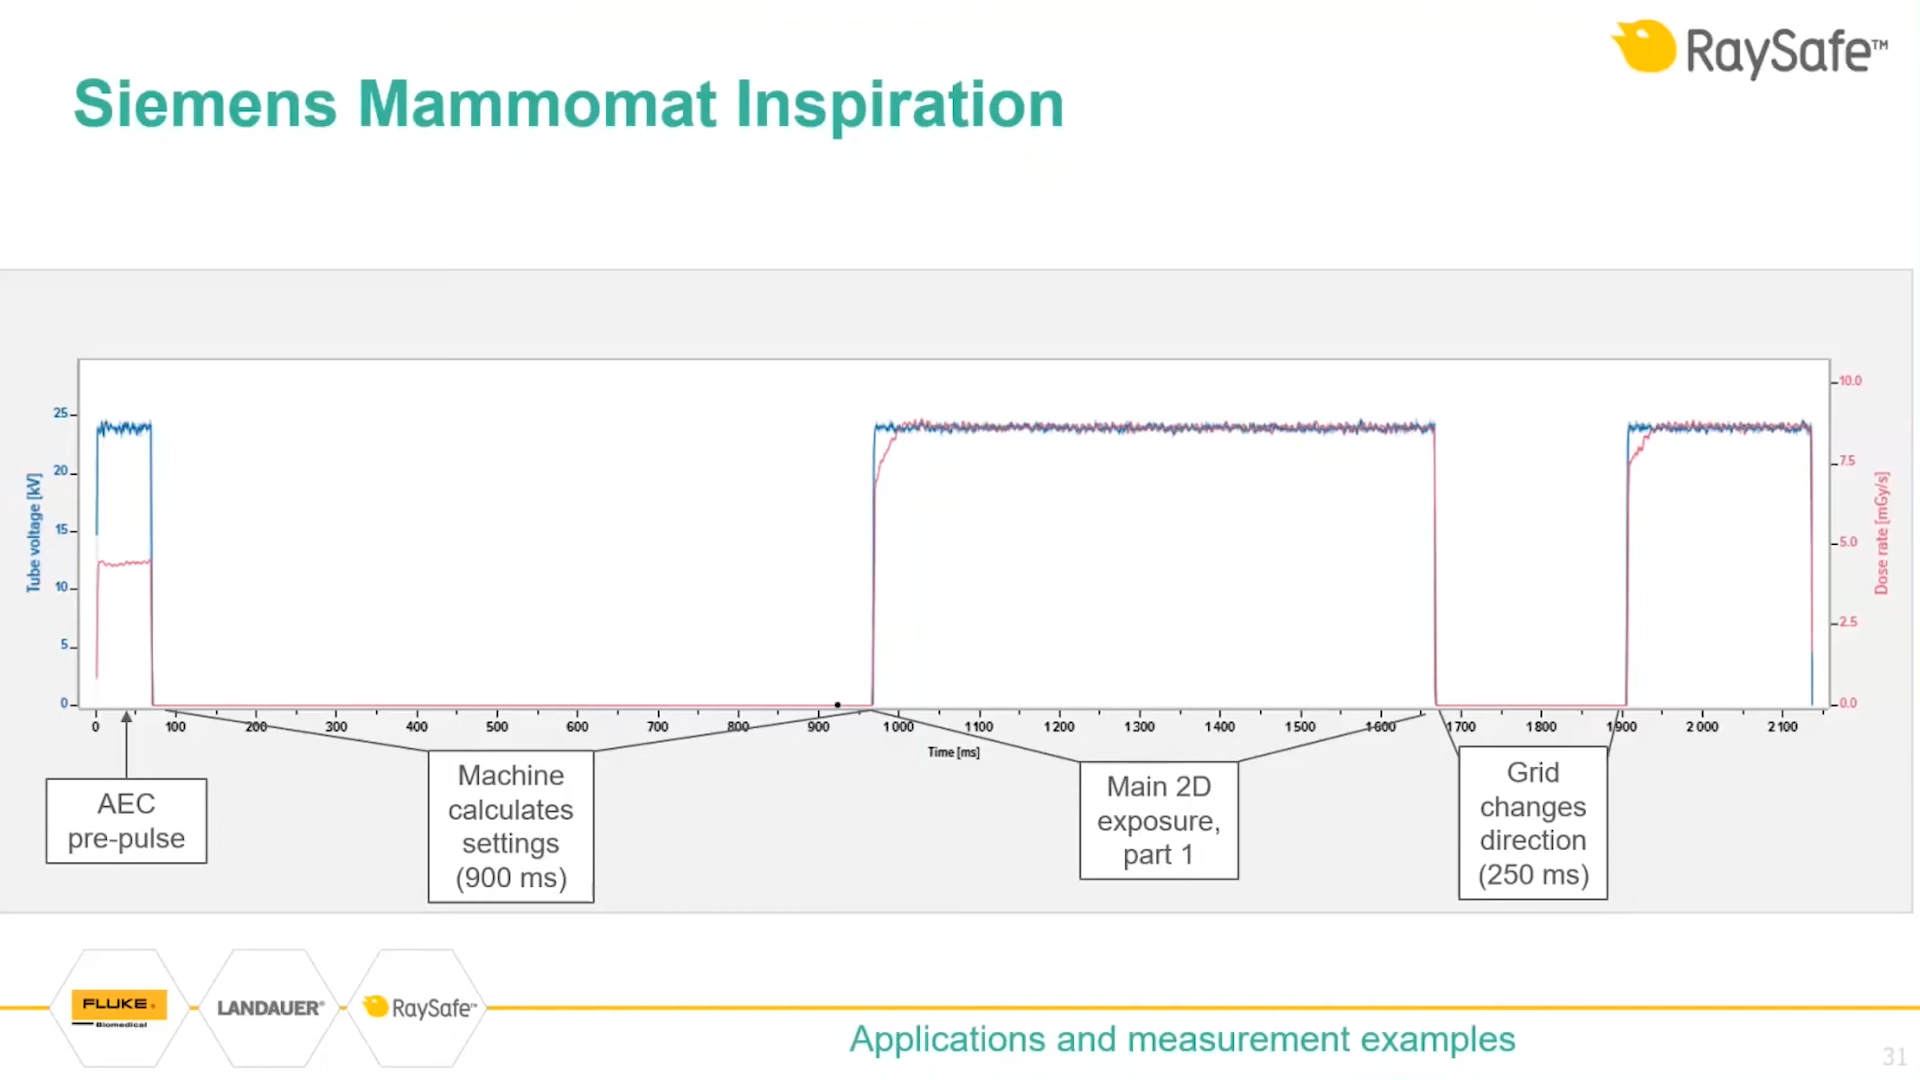 RaySafe™
Siemens Mammomat Inspiration
Tube voltage [kV]
25
20
15
10
5
0
10.0
7.5
5.0
2.5
0.0
Dose rate [mGy/s]
0 100 200 300 400 500 600 700 800 900 1 000 1 100 1 200 1 300 1 400 1 500 1 600 1 700 1 800 1 900 2 000 2 100
Time [ms]
AEC
pre-pulse
Machine
calculates
settings
(900 ms)
Main 2D
exposure,
part 1
Grid
changes
direction
(250 ms)
FLUKE®
Biomedical
LANDAUER®
RaySafe™
Applications and measurement examples
31